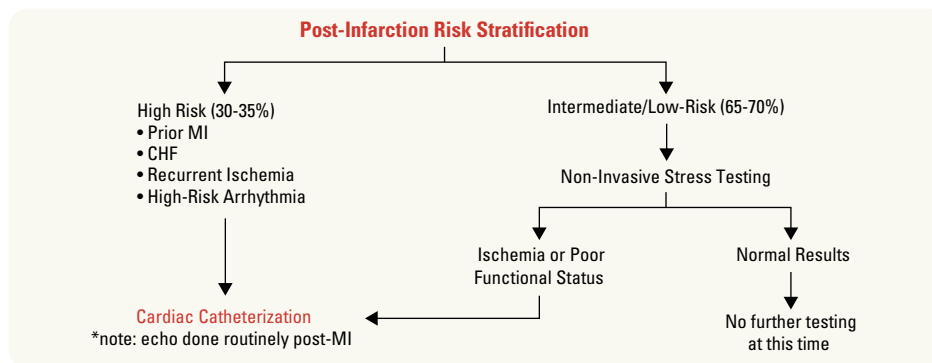 Post-Infarction Risk Stratification
High Risk (30-35%)
• Prior MI
• CHF
• Recurrent Ischemia
• High-Risk Arrhythmia
Intermediate/Low-Risk (65-70%)
Non-Invasive Stress Testing
Ischemia or Poor
Functional Status
Normal Results
Cardiac Catheterization
*note: echo done routinely post-MI
No further testing
at this time